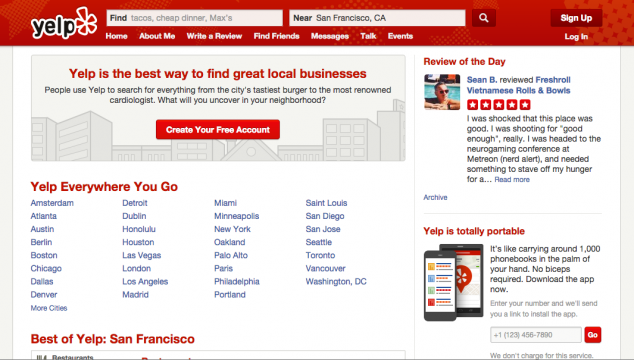 yelp
Find tacos, cheap dinner, Max's
Near San Francisco, CA
Sign Up
Home About Me Write a Review Find Friends Messages Talk Events
Log In
Yelp is the best way to find great local businesses
People use Yelp to search for everything from the city's tastiest burger to the most renowned
cardiologist. What will you uncover in your neighborhood?
Create Your Free Account
Yelp Everywhere You Go
Amsterdam Detroit Miami Saint Louis
Atlanta Dublin Minneapolis San Diego
Austin Honolulu New York San Jose
Berlin Houston Oakland Seattle
Boston Las Vegas Palo Alto Toronto
Chicago London Paris Vancouver
Dallas Los Angeles Philadelphia Washington, DC
Denver Madrid Portland
More Cities
Best of Yelp: San Francisco
Restaurants
Review of the Day
Sean B. reviewed Freshroll
Vietnamese Rolls & Bowls
I was shocked that this place was
good. I was shooting for "good
enough", really. I was headed to the
neurogaming conference at
Metreon (nerd alert), and needed
something to stave off my hunger
for a... Read more
Archive
Yelp is totally portable
It's like carrying around 1,000
phonebooks in the palm of
your hand. No biceps
required. Download the app
now.
Enter your number and we'll send
you a link to install the app.
+1 (123) 456-7890 Go
We don't charge for this service.